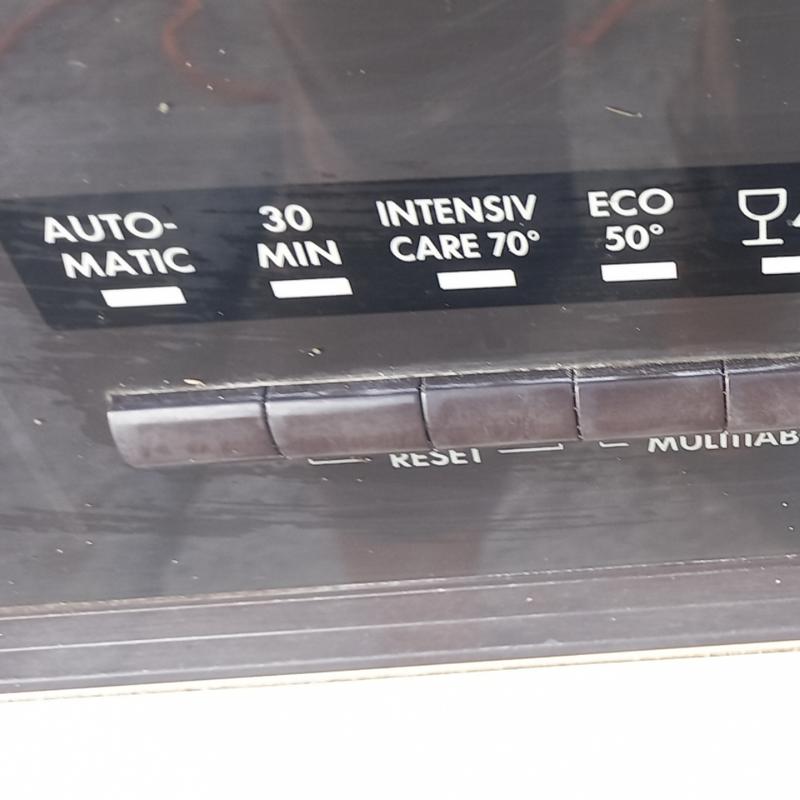 AUTO-
MATIC
30
MIN
INTENSIV
CARE 70°
ECO
50°
RESET